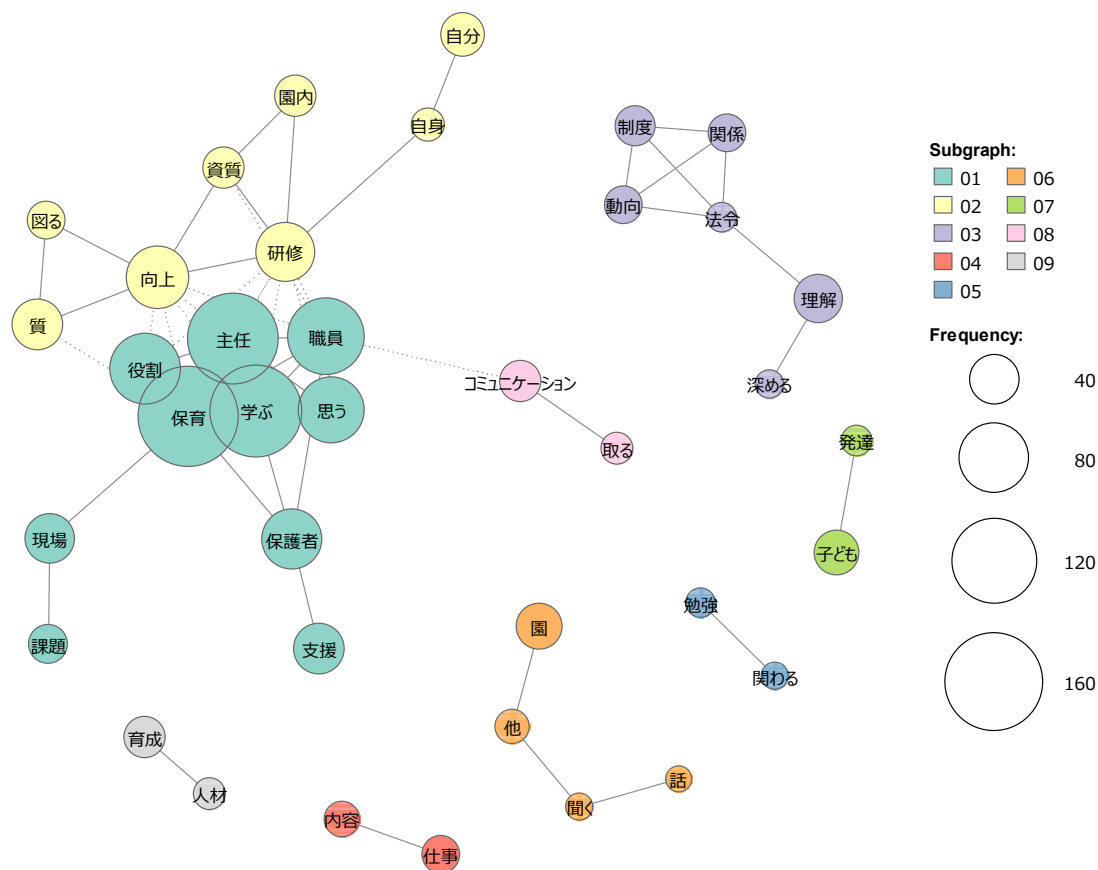 自分
園内
自身
制度
関係
資質
動向
法令
図る
研修
向上
質
理解
主任
職員
役割
コミュニケーション
深める
保育
学ぶ
思う
発達
取る
現場
保護者
子ども
勉強
園
課題
支援
関わる
他
育成
人材
話
聞く
内容
仕事
Subgraph:
01 06
02 07
03 08
04 09
05
Frequency:
40
80
120
160